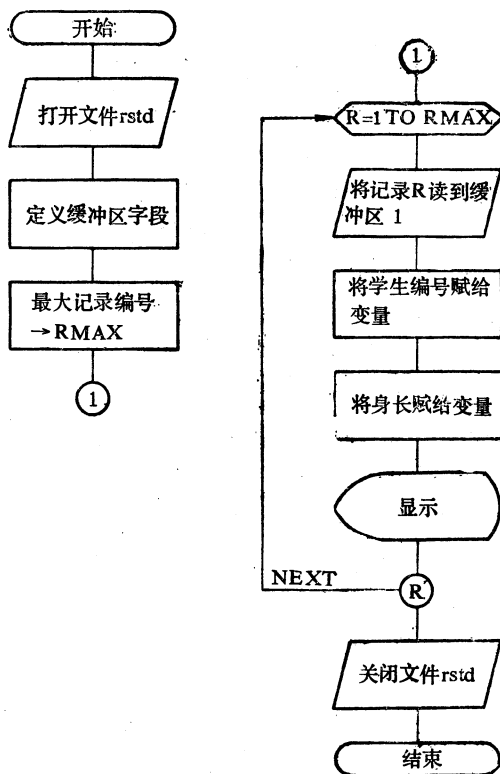 开始
打开文件rstd
定义缓冲区字段
最大记录编号
→RMAX
1
1
R=1 TO RMAX
将记录R读到缓
冲区 1
将学生编号赋给
变量
将身长赋给变量
显示
NEXT
R
关闭文件rstd
结束